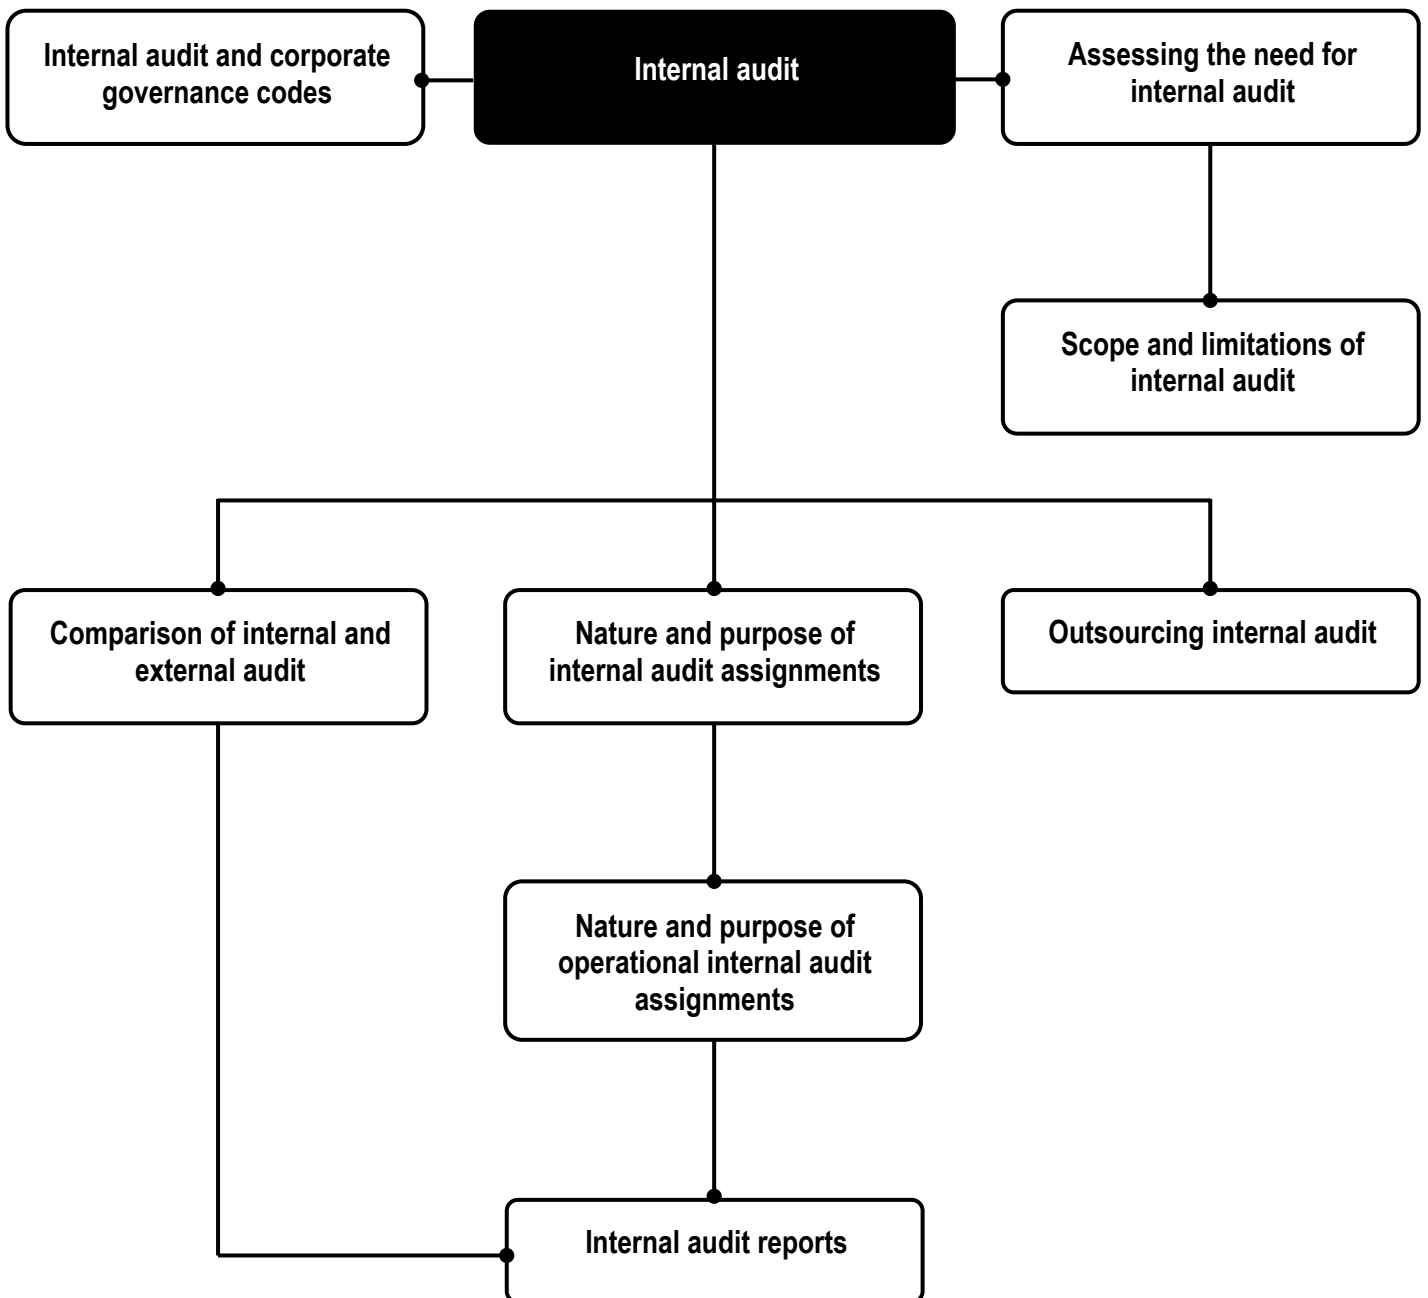 Internal audit and corporate
governance codes
Internal audit
Assessing the need for
internal audit
Scope and limitations of
internal audit
Comparison of internal and
external audit
Nature and purpose of
internal audit assignments
Outsourcing internal audit
Nature and purpose of
operational internal audit
assignments
Internal audit reports